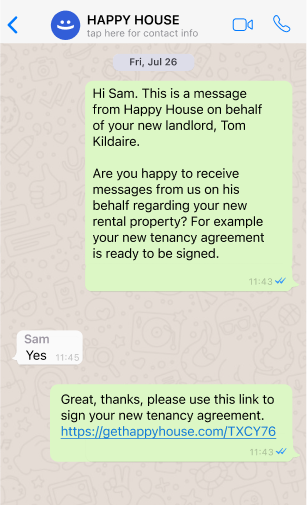 HAPPY HOUSE
tap here for contact info
Fri, Jul 26
Hi Sam. This is a message
from Happy House on behalf
of your new landlord, Tom
Kildaire.
Are you happy to receive
messages from us on his
behalf regarding your new
rental property? For example
your new tenancy agreement
is ready to be signed.
11:43
Sam
Yes 11:45
Great, thanks, please use this link to
sign your new tenancy agreement.
https://gethappyhouse.com/TXCY76
11:43